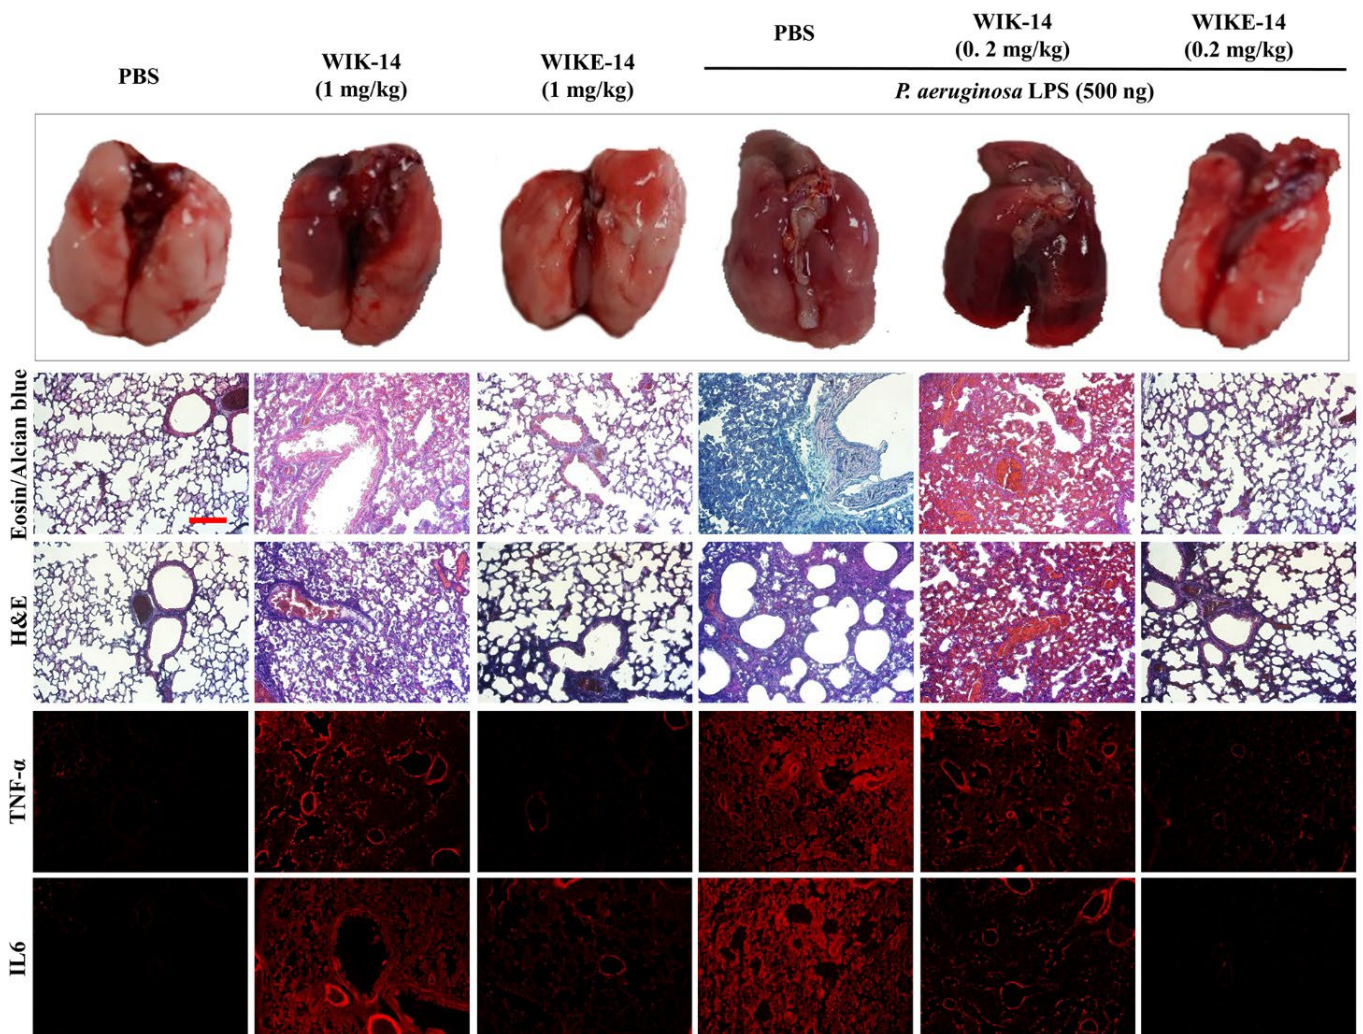 PBS
WIK-14
(1 mg/kg)
WIKE-14
(1 mg/kg)
PBS
WIK-14
(0. 2 mg/kg)
WIKE-14
(0.2 mg/kg)
P. aeruginosa LPS (500 ng)
Eosin/Alcian blue
H&E
TNF-α
IL6